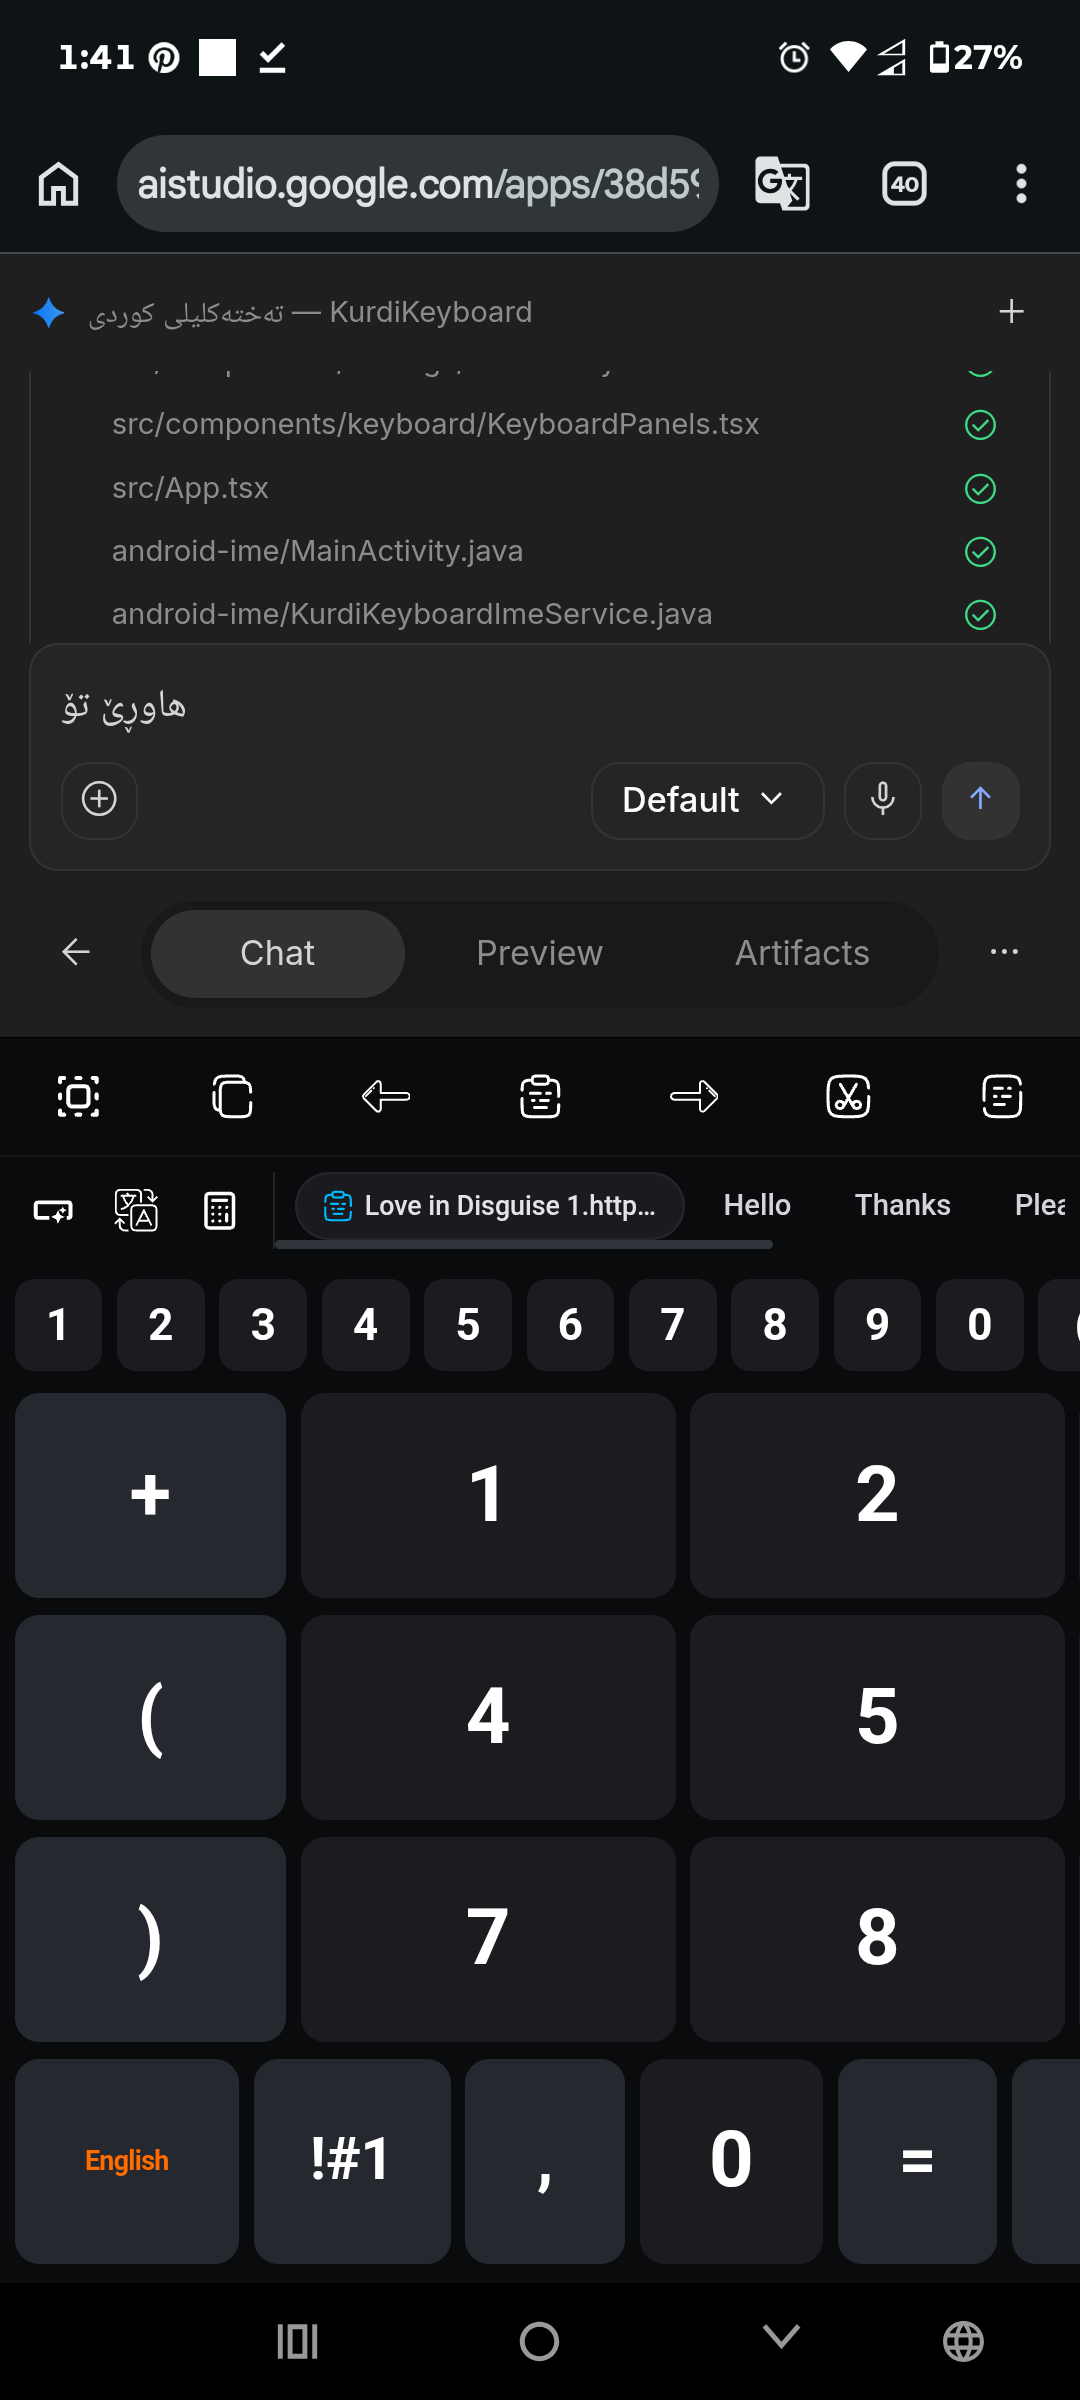 1:41
27%
aistudio.google.com/apps/38d59
40
تەختەکلیلی کوردی — KurdiKeyboard
src/components/keyboard/KeyboardPanels.tsx
src/App.tsx
android-ime/MainActivity.java
android-ime/KurdiKeyboardImeService.java
هاوڕێ تۆ
Default
Chat Preview Artifacts
Love in Disguise 1.http... Hello Thanks Plea
1 2 3 4 5 6 7 8 9 0
+ 1 2
( 4 5
) 7 8
English !#1 , 0 =